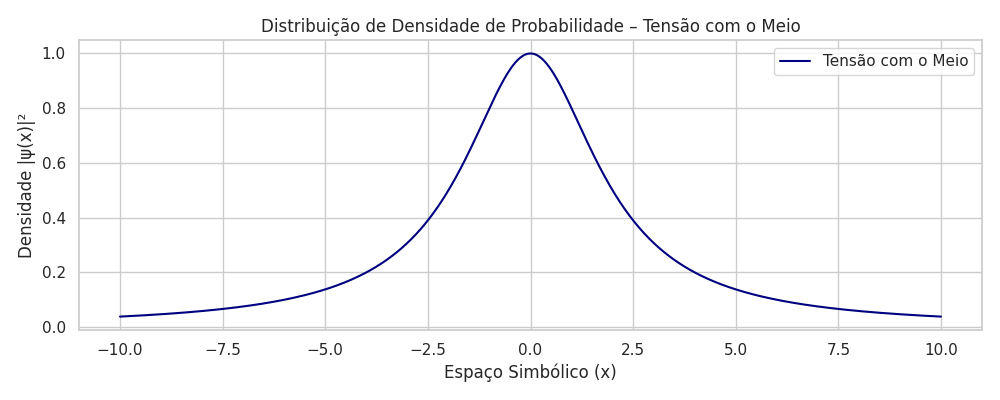 Distribuição de Densidade de Probabilidade – Tensão com o Meio
Tensão com o Meio
Densidade |ψ(x)|²
1.0
0.8
0.6
0.4
0.2
0.0
−10.0 −7.5 −5.0 −2.5 0.0 2.5 5.0 7.5 10.0
Espaço Simbólico (x)